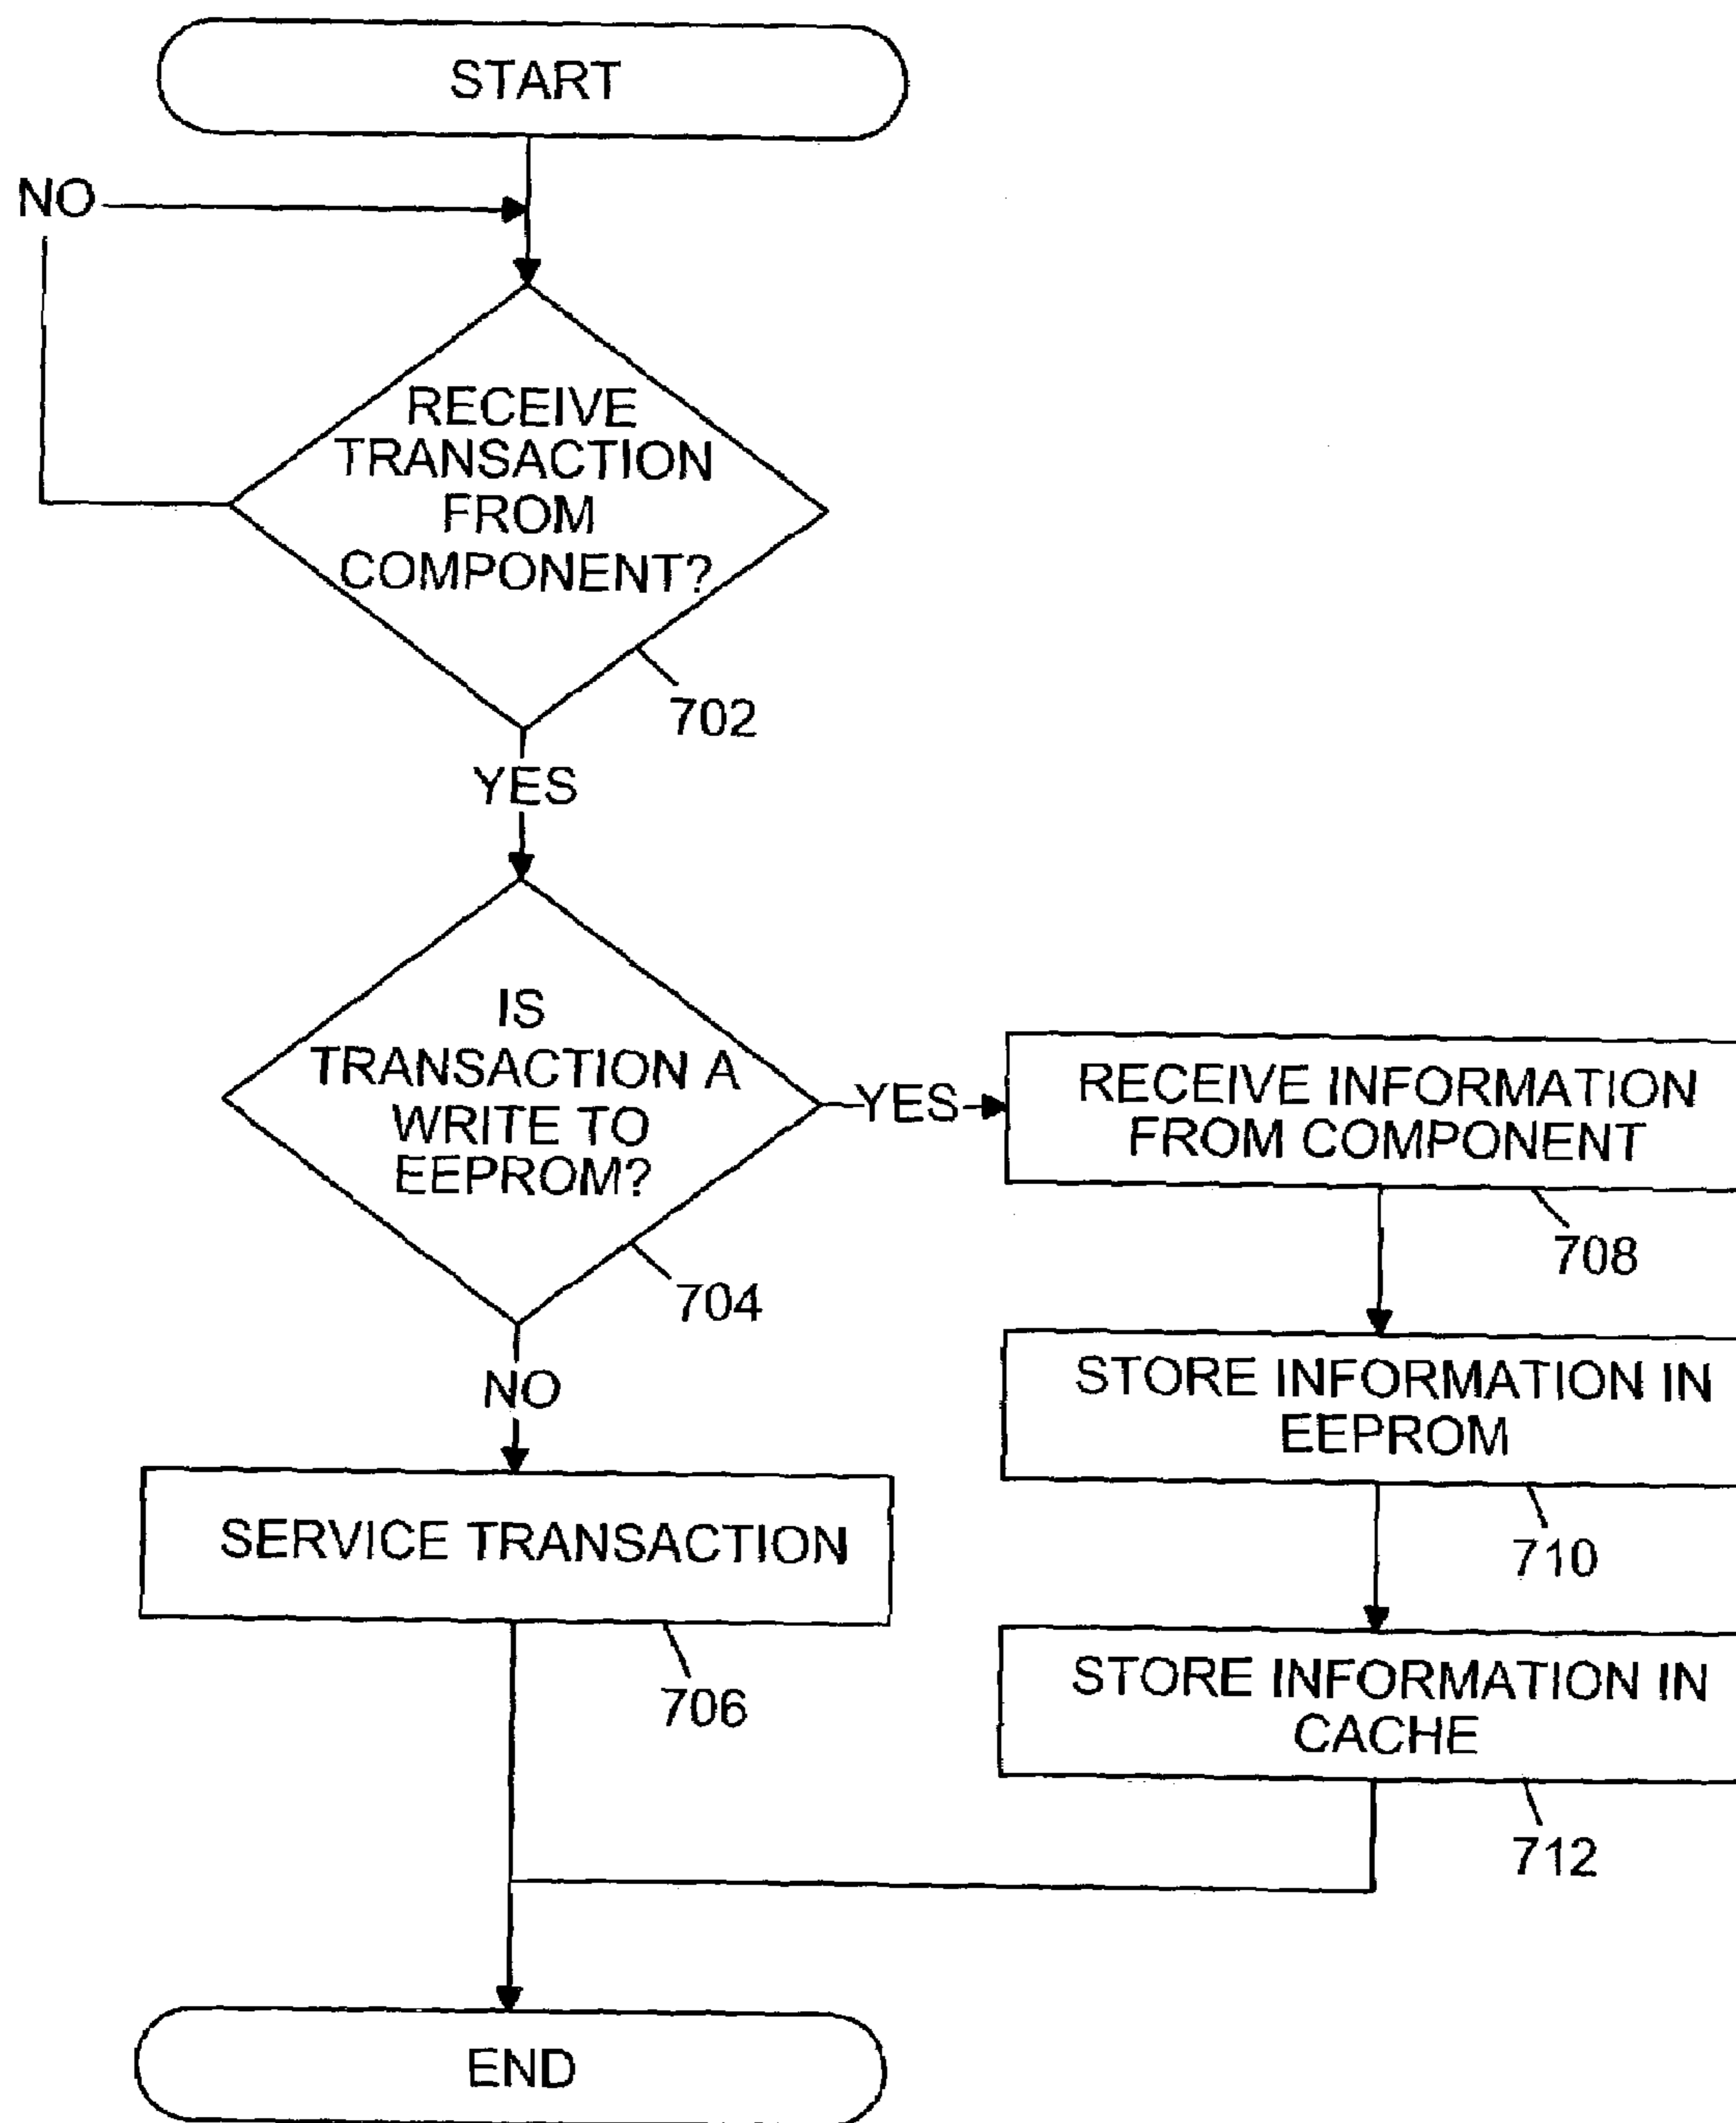 START
NO
RECEIVE
TRANSACTION
FROM
COMPONENT?
702
YES
IS
TRANSACTION A
WRITE TO
EEPROM?
704
YES
RECEIVE INFORMATION
FROM COMPONENT
708
NO
STORE INFORMATION IN
EEPROM
710
SERVICE TRANSACTION
706
STORE INFORMATION IN
CACHE
712
END